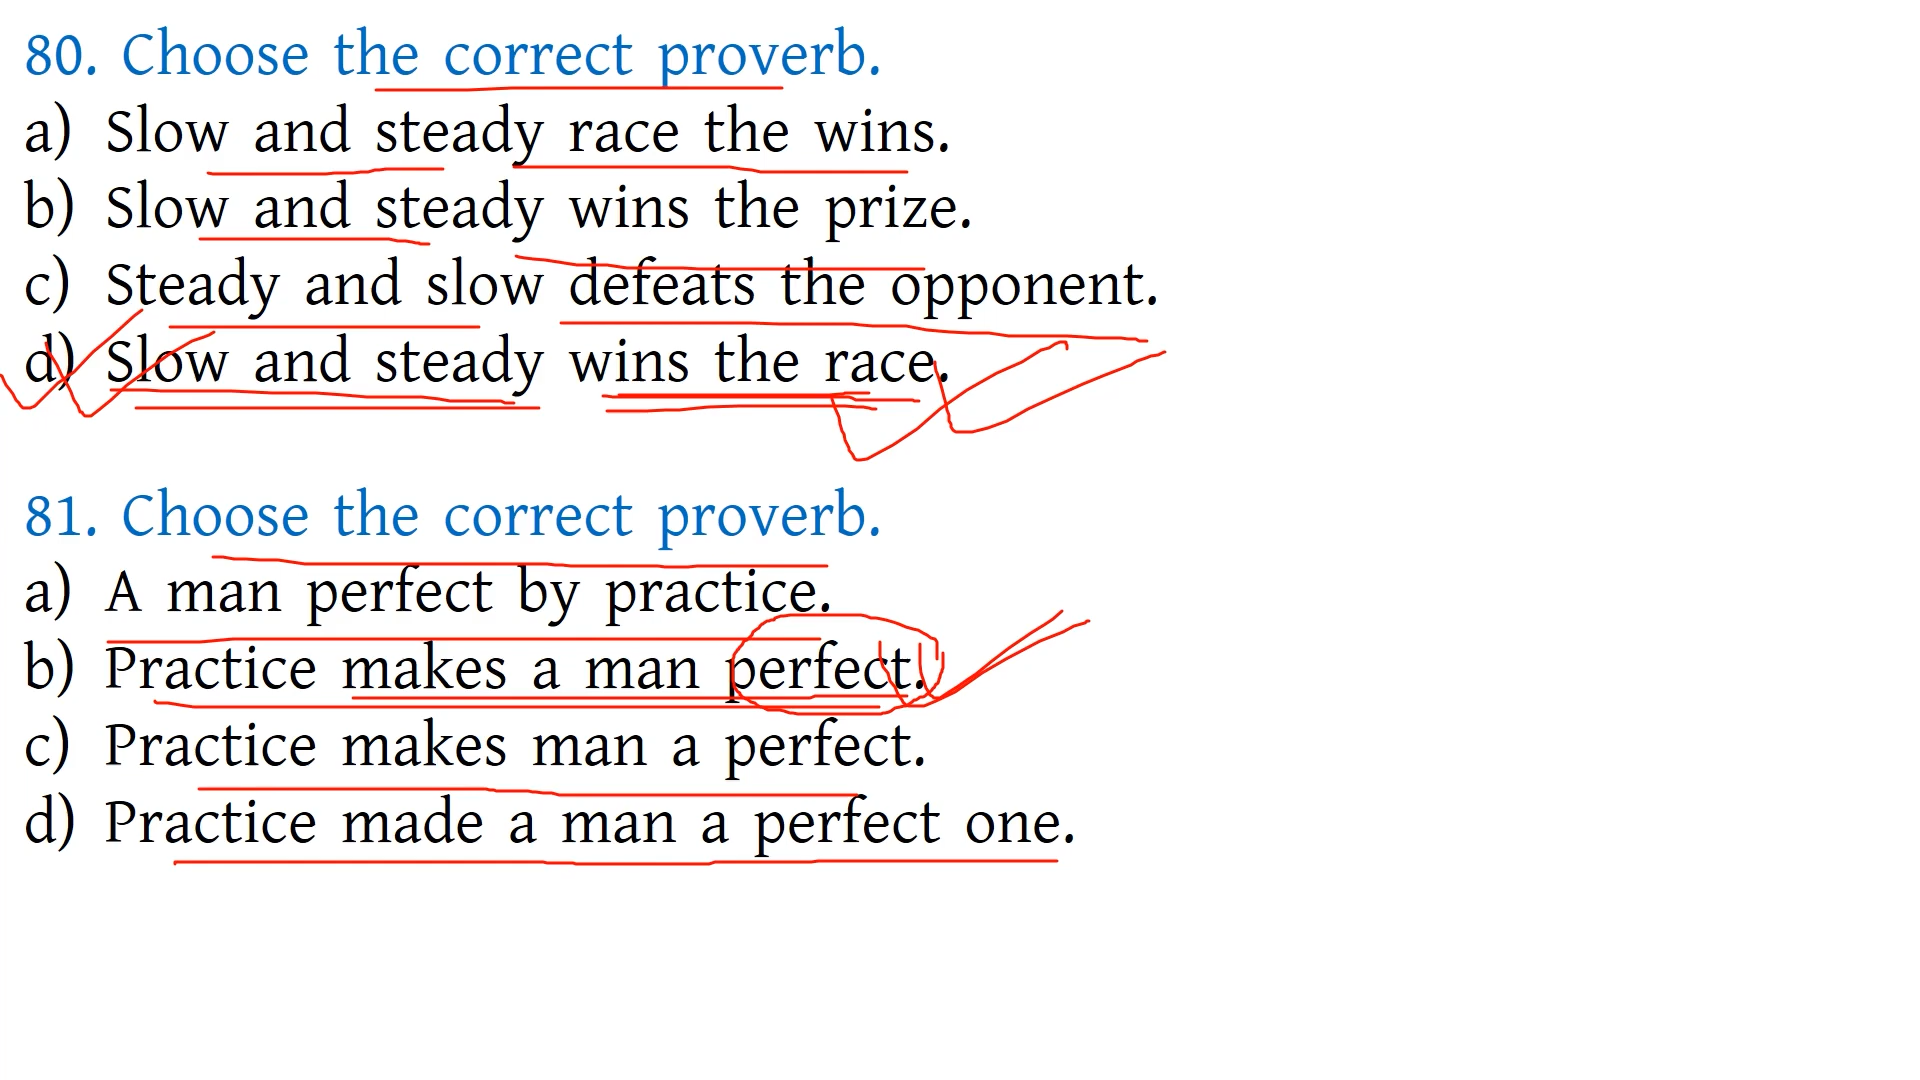 80. Choose the correct proverb.
a) Slow and steady race the wins.
b) Slow and steady wins the prize.
c) Steady and slow defeats the opponent.
d) Slow and steady wins the race.
81. Choose the correct proverb.
a) A man perfect by practice.
b) Practice makes a man perfect.
c) Practice makes man a perfect.
d) Practice made a man a perfect one.